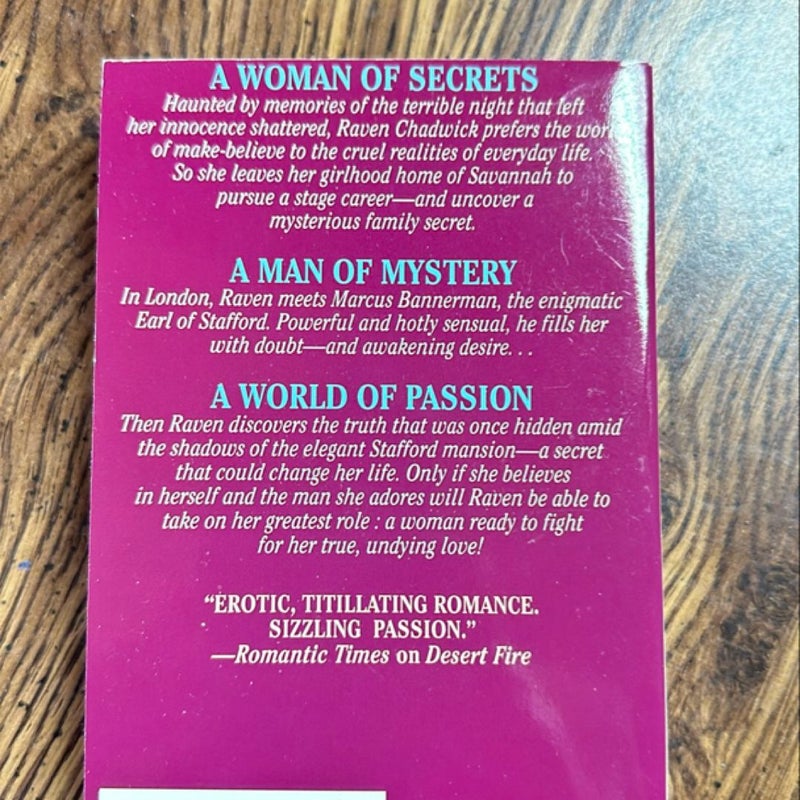 A WOMAN OF SECRETS
Haunted by memories of the terrible night that left
her innocence shattered, Raven Chadwick prefers the
of make-believe to the cruel realities of everyday life.
So she leaves her girlhood home of Savannah to
pursue a stage career—and uncover a
mysterious family secret.
A MAN OF MYSTERY
In London, Raven meets Marcus Bannerman, the enigmatic
Earl of Stafford. Powerful and hotly sensual, he fills her
with doubt—and awakening desire. . .
A WORLD OF PASSION
Then Raven discovers the truth that was once hidden amid
the shadows of the elegant Stafford mansion—a secret
that could change her life. Only if she believes
in herself and the man she adores will Raven be able to
take on her greatest role : a woman ready to fight
for her true, undying love!
“EROTIC, TITILLATING ROMANCE.
SIZZLING PASSION.”
—Romantic Times on Desert Fire